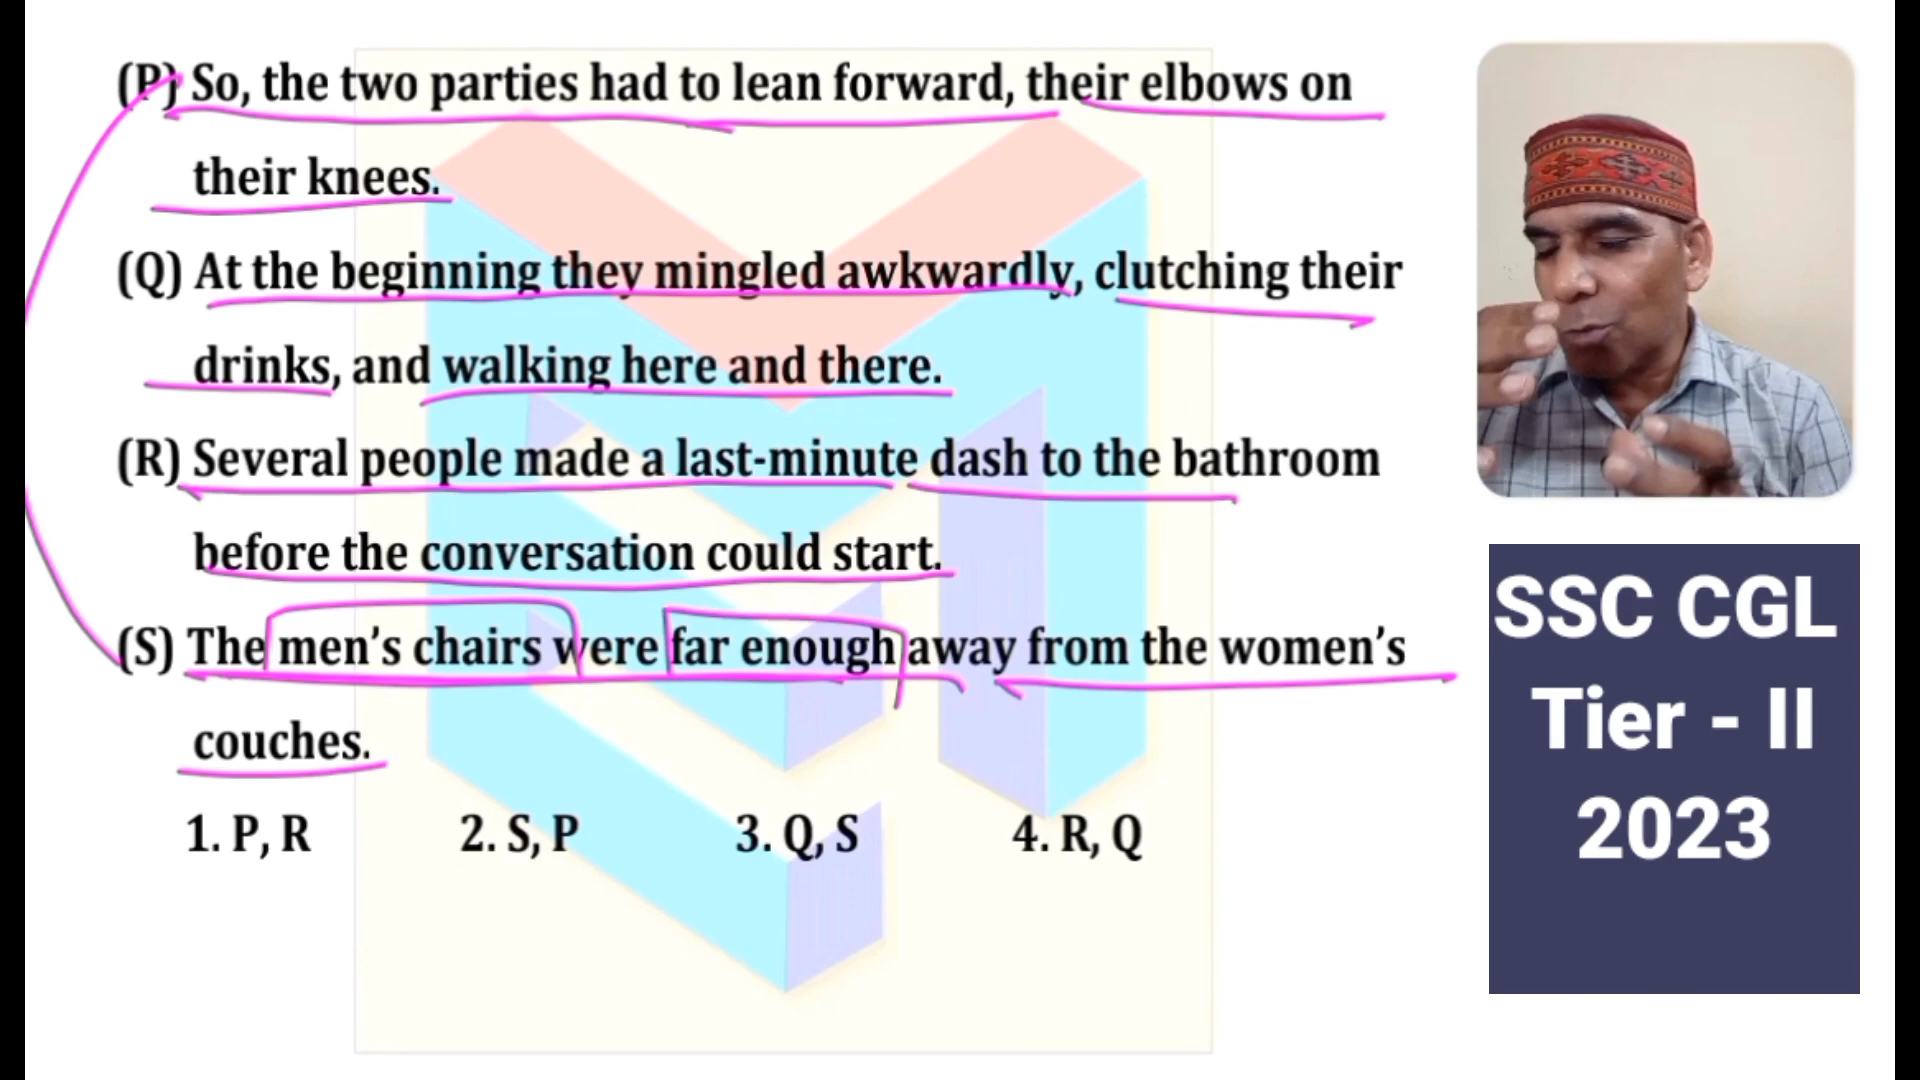 (P) So, the two parties had to lean forward, their elbows on
their knees.
(Q) At the beginning they mingled awkwardly, clutching their
drinks, and walking here and there.
(R) Several people made a last-minute dash to the bathroom
before the conversation could start.
(S) The men's chairs were far enough away from the women's
couches.
1. P, R 2. S, P 3. Q, S 4. R, Q
SSC CGL
Tier - II
2023